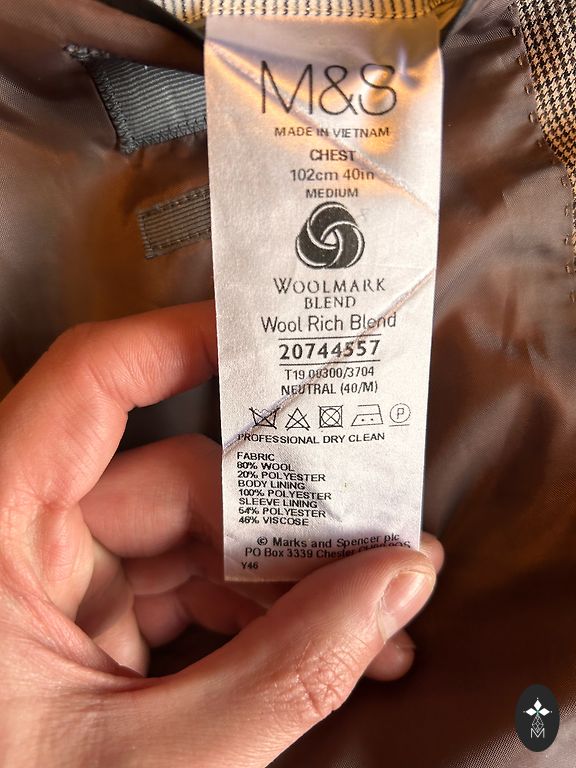 M&S
MADE IN VIETNAM
CHEST
102cm 40in
MEDIUM
WOOLMARK
BLEND
Wool Rich Blend
20744557
T19 08300/3704
NEUTRAL (40/M)
P
PROFESSIONAL DRY CLEAN
FABRIC
80% WOOL
20% POLYESTER
BODY LINING
100% POLYESTER
SLEEVE LINING
54% POLYESTER
46% VISCOSE
© Marks and Spencer plc
PO Box 3339 Chester
Y46
M